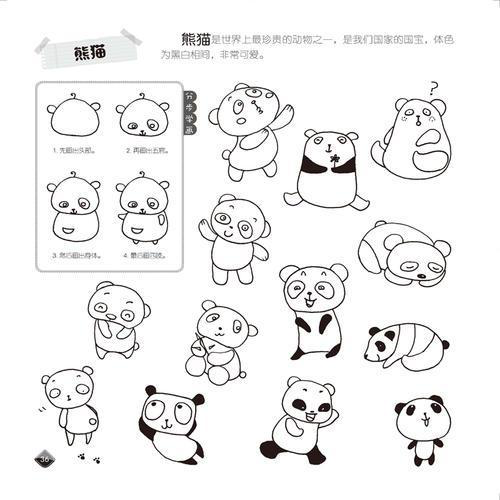 熊猫
熊猫是世界上最珍贵的动物之一，是我们国家的国宝，体色
为黑白相间，非常可爱。
分步学画
1. 先画出头部。
2. 再画出五官。
3. 然后画出身体。
4. 最后画四肢。
?
36